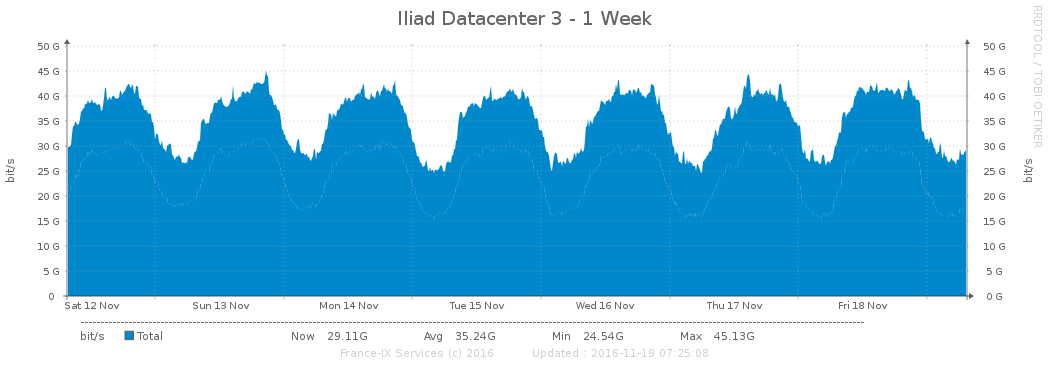 Iliad Datacenter 3 - 1 Week
RRDTOOL / TOBI OETIKER
50 G 50 G
45 G 45 G
40 G 40 G
35 G 35 G
30 G 30 G
25 G 25 G
20 G 20 G
15 G 15 G
10 G 10 G
5 G 5 G
0 0 G
bit/s
bit/s
Sat 12 Nov Sun 13 Nov Mon 14 Nov Tue 15 Nov Wed 16 Nov Thu 17 Nov Fri 18 Nov
bit/s Total Now 29.11G Avg 35.24G Min 24.54G Max 45.13G
France-IX Services (c) 2016 Updated : 2016-11-19 07:25:08